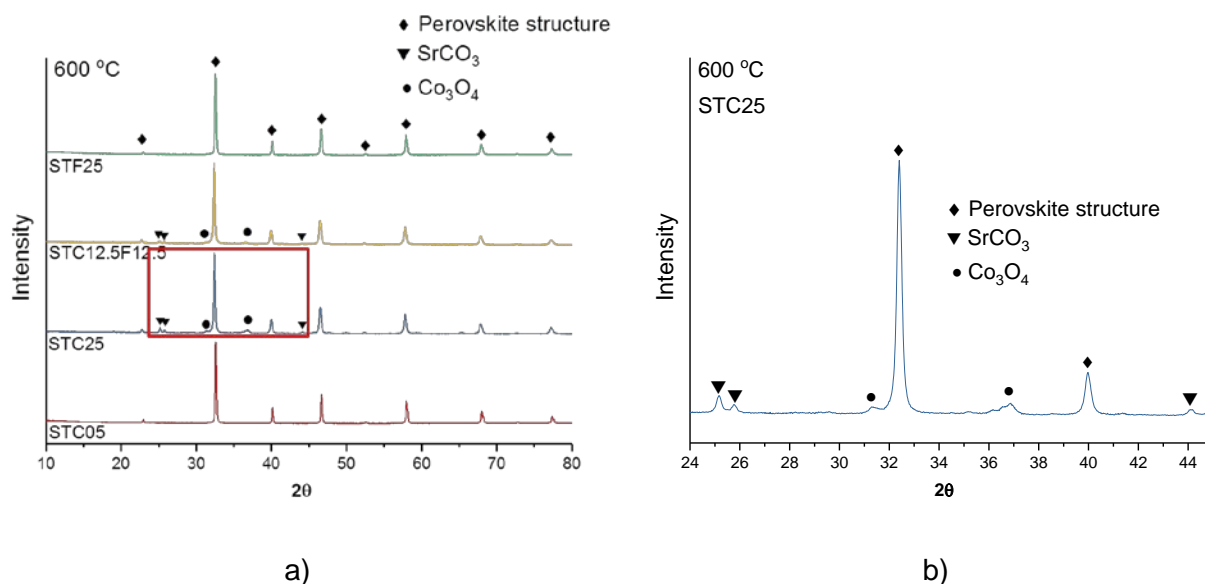 600 °C
◆ Perovskite structure
▼ SrCO₃
● Co₃O₄
STF25
STC12.5F12.5
STC25
STC05
Intensity
10 20 30 40 50 60 70 80
2θ
a)
600 °C
STC25
◆ Perovskite structure
▼ SrCO₃
● Co₃O₄
Intensity
24 26 28 30 32 34 36 38 40 42 44
2θ
b)